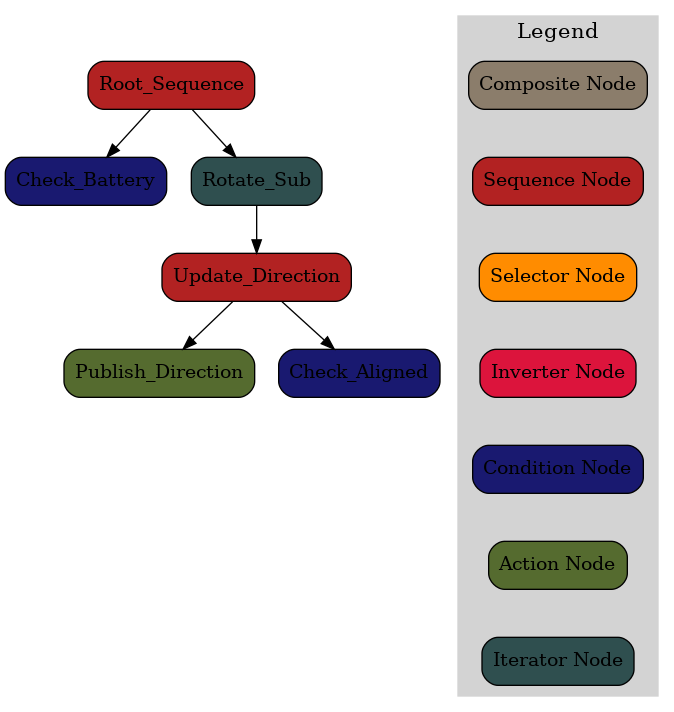 Root_Sequence
Check_Battery
Rotate_Sub
Update_Direction
Publish_Direction
Check_Aligned
Legend
Composite Node
Sequence Node
Selector Node
Inverter Node
Condition Node
Action Node
Iterator Node